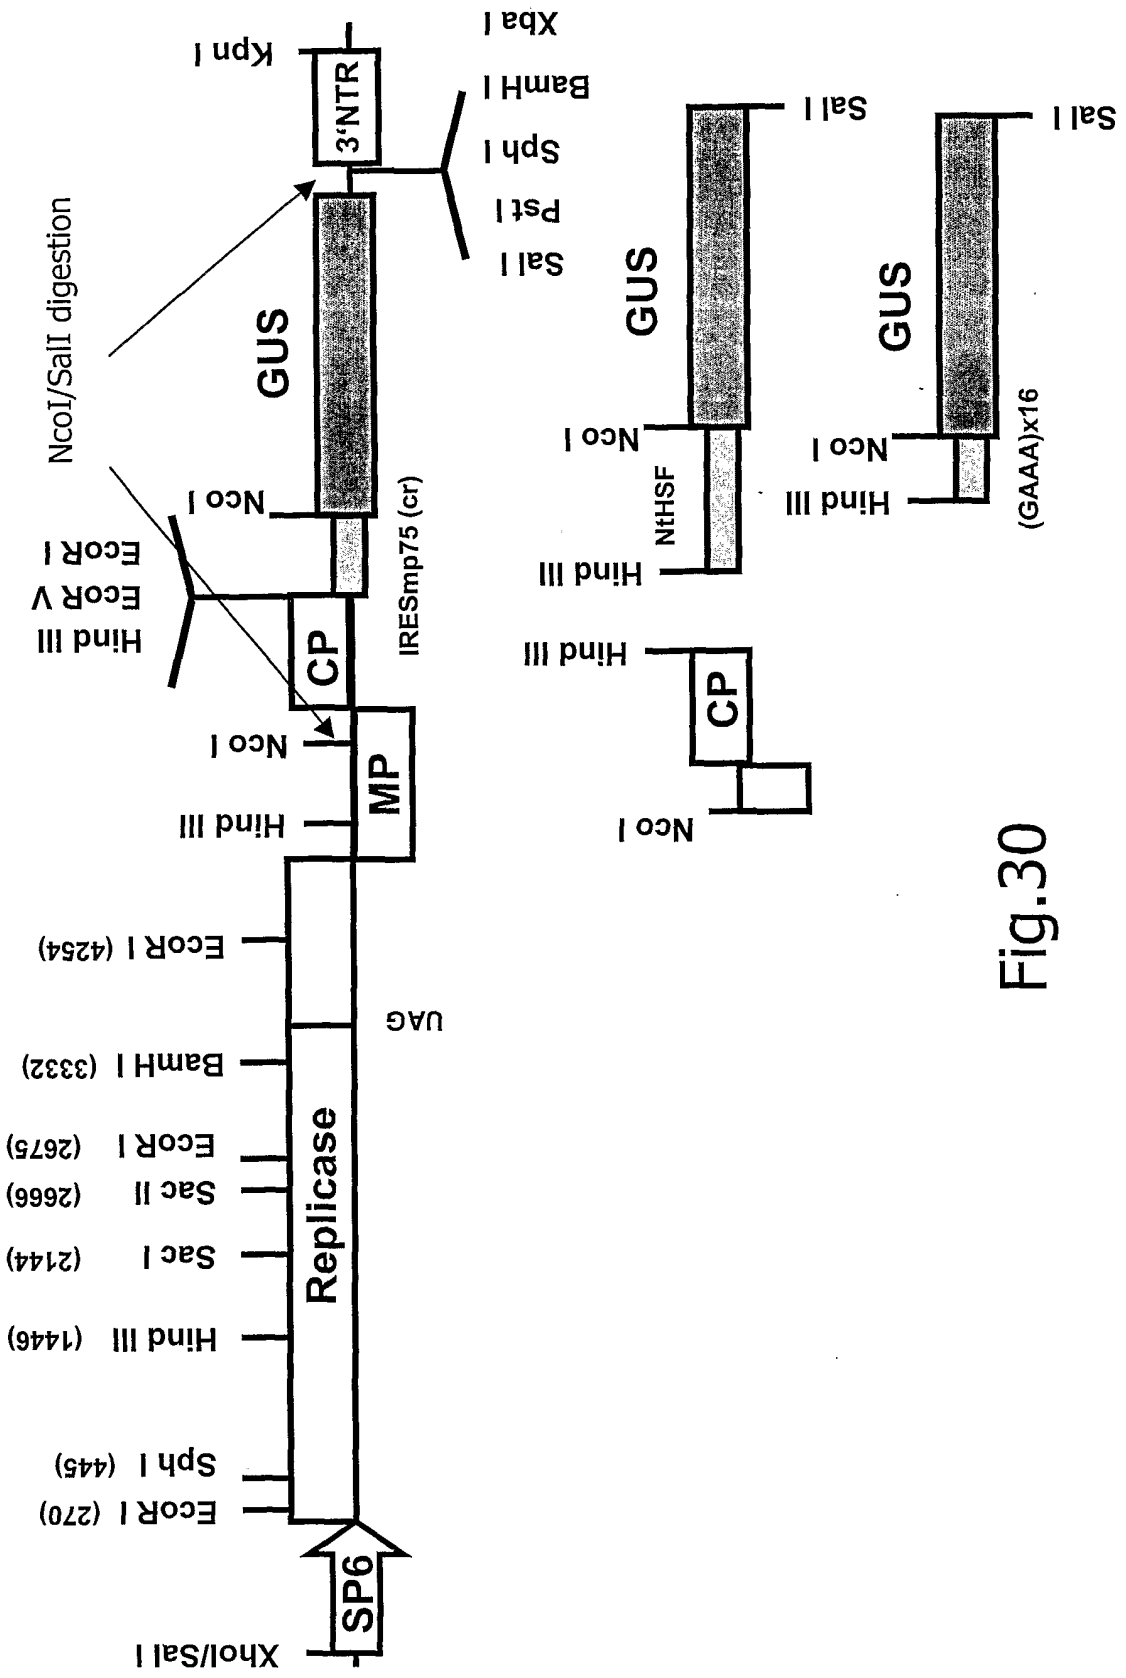 NcoI/SalI digestion
XhoI/Sal I
SP6
EcoR I (270)
Sph I (445)
Hind III (1446)
Sac I (2144)
Sac II (2666)
EcoR I (2675)
BamH I (3332)
EcoR I (4254)
Replicase
UAG
Hind III
Nco I
MP
CP
Hind III
EcoR V
EcoR I
Nco I
IRESmp75 (cr)
GUS
Sal I
Pst I
Sph I
BamH I
Xba I
3'NTR
Kpn I
Nco I
CP
Hind III
Hind III
NtHSF
Nco I
GUS
Sal I
Hind III
(GAAA)x16
Nco I
GUS
Sal I
Fig.30